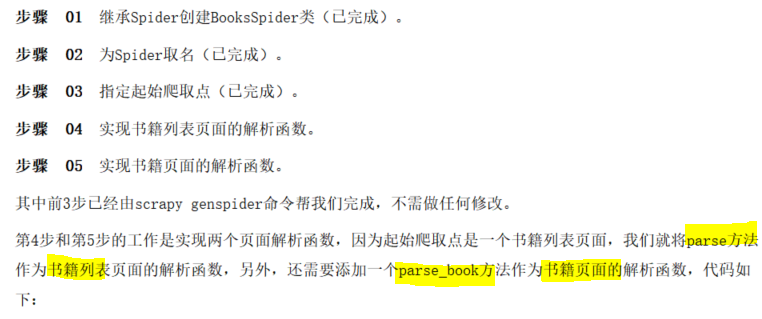 步骤 01 继承Spider创建BooksSpider类（已完成）。
步骤 02 为Spider取名（已完成）。
步骤 03 指定起始爬取点（已完成）。
步骤 04 实现书籍列表页面的解析函数。
步骤 05 实现书籍页面的解析函数。
其中前3步已经由scrapy genspider命令帮我们完成，不需做任何修改。
第4步和第5步的工作是实现两个页面解析函数，因为起始爬取点是一个书籍列表页面，我们就将parse方法
作为书籍列表页面的解析函数，另外，还需要添加一个parse_book方法作为书籍页面的解析函数，代码如
下：